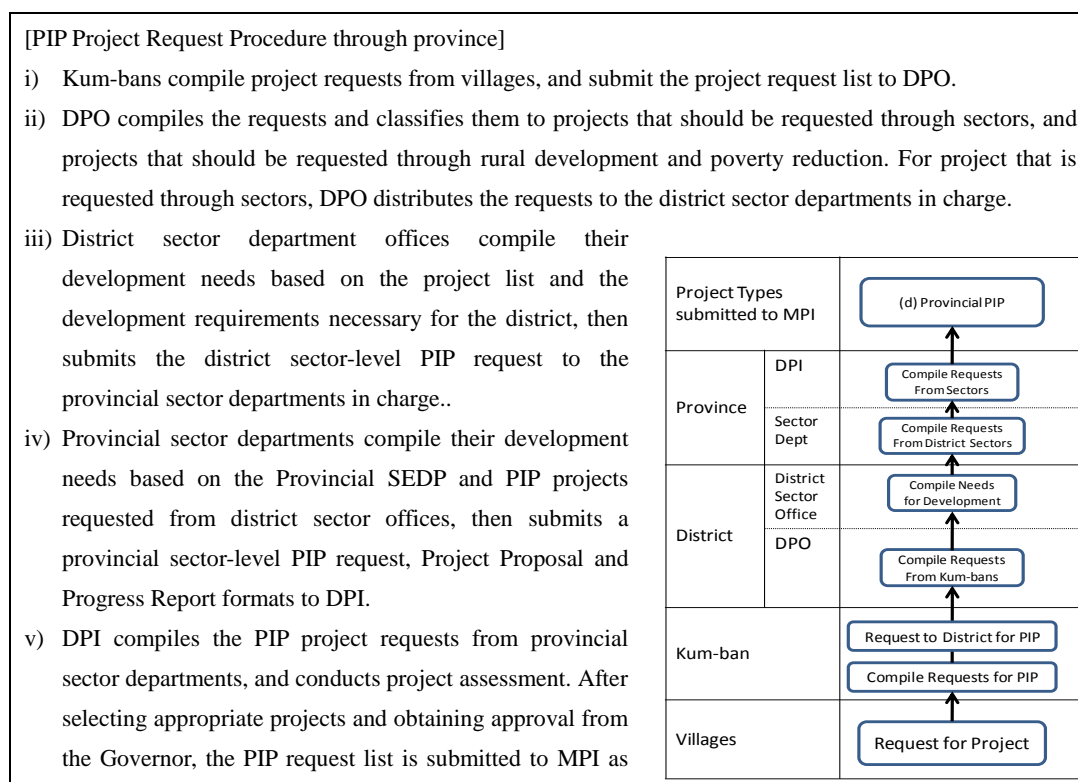 [PIP Project Request Procedure through province]
i) Kum-bans compile project requests from villages, and submit the project request list to DPO.
ii) DPO compiles the requests and classifies them to projects that should be requested through sectors, and
projects that should be requested through rural development and poverty reduction. For project that is
requested through sectors, DPO distributes the requests to the district sector departments in charge.
iii) District sector department offices compile their
development needs based on the project list and the
development requirements necessary for the district, then
submits the district sector-level PIP request to the
provincial sector departments in charge..
iv) Provincial sector departments compile their development
needs based on the Provincial SEDP and PIP projects
requested from district sector offices, then submits a
provincial sector-level PIP request, Project Proposal and
Progress Report formats to DPI.
v) DPI compiles the PIP project requests from provincial
sector departments, and conducts project assessment. After
selecting appropriate projects and obtaining approval from
the Governor, the PIP request list is submitted to MPI as
Project Types
submitted to MPI
(d) Provincial PIP
Province
DPI
Compile Requests
From Sectors
Sector
Dept
Compile Requests
From District Sectors
District
District
Sector
Office
Compile Needs
for Development
DPO
Compile Requests
From Kum-bans
Kum-ban
Request to District for PIP
Compile Requests for PIP
Villages
Request for Project